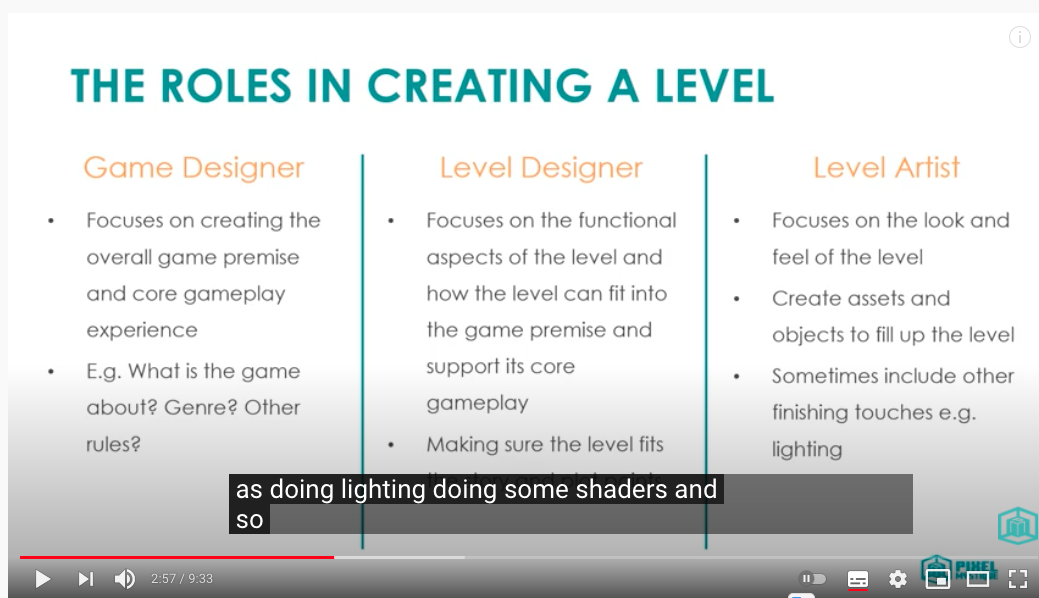 THE ROLES IN CREATING A LEVEL
Game Designer
• Focuses on creating the
overall game premise
and core gameplay
experience
• E.g. What is the game
about? Genre? Other
rules?
Level Designer
• Focuses on the functional
aspects of the level and
how the level can fit into
the game premise and
support its core
gameplay
• Making sure the level fits
the story and plot points
Level Artist
• Focuses on the look and
feel of the level
• Create assets and
objects to fill up the level
• Sometimes include other
finishing touches e.g.
lighting
as doing lighting doing some shaders and
so
2:57 / 9:33
PIXEL